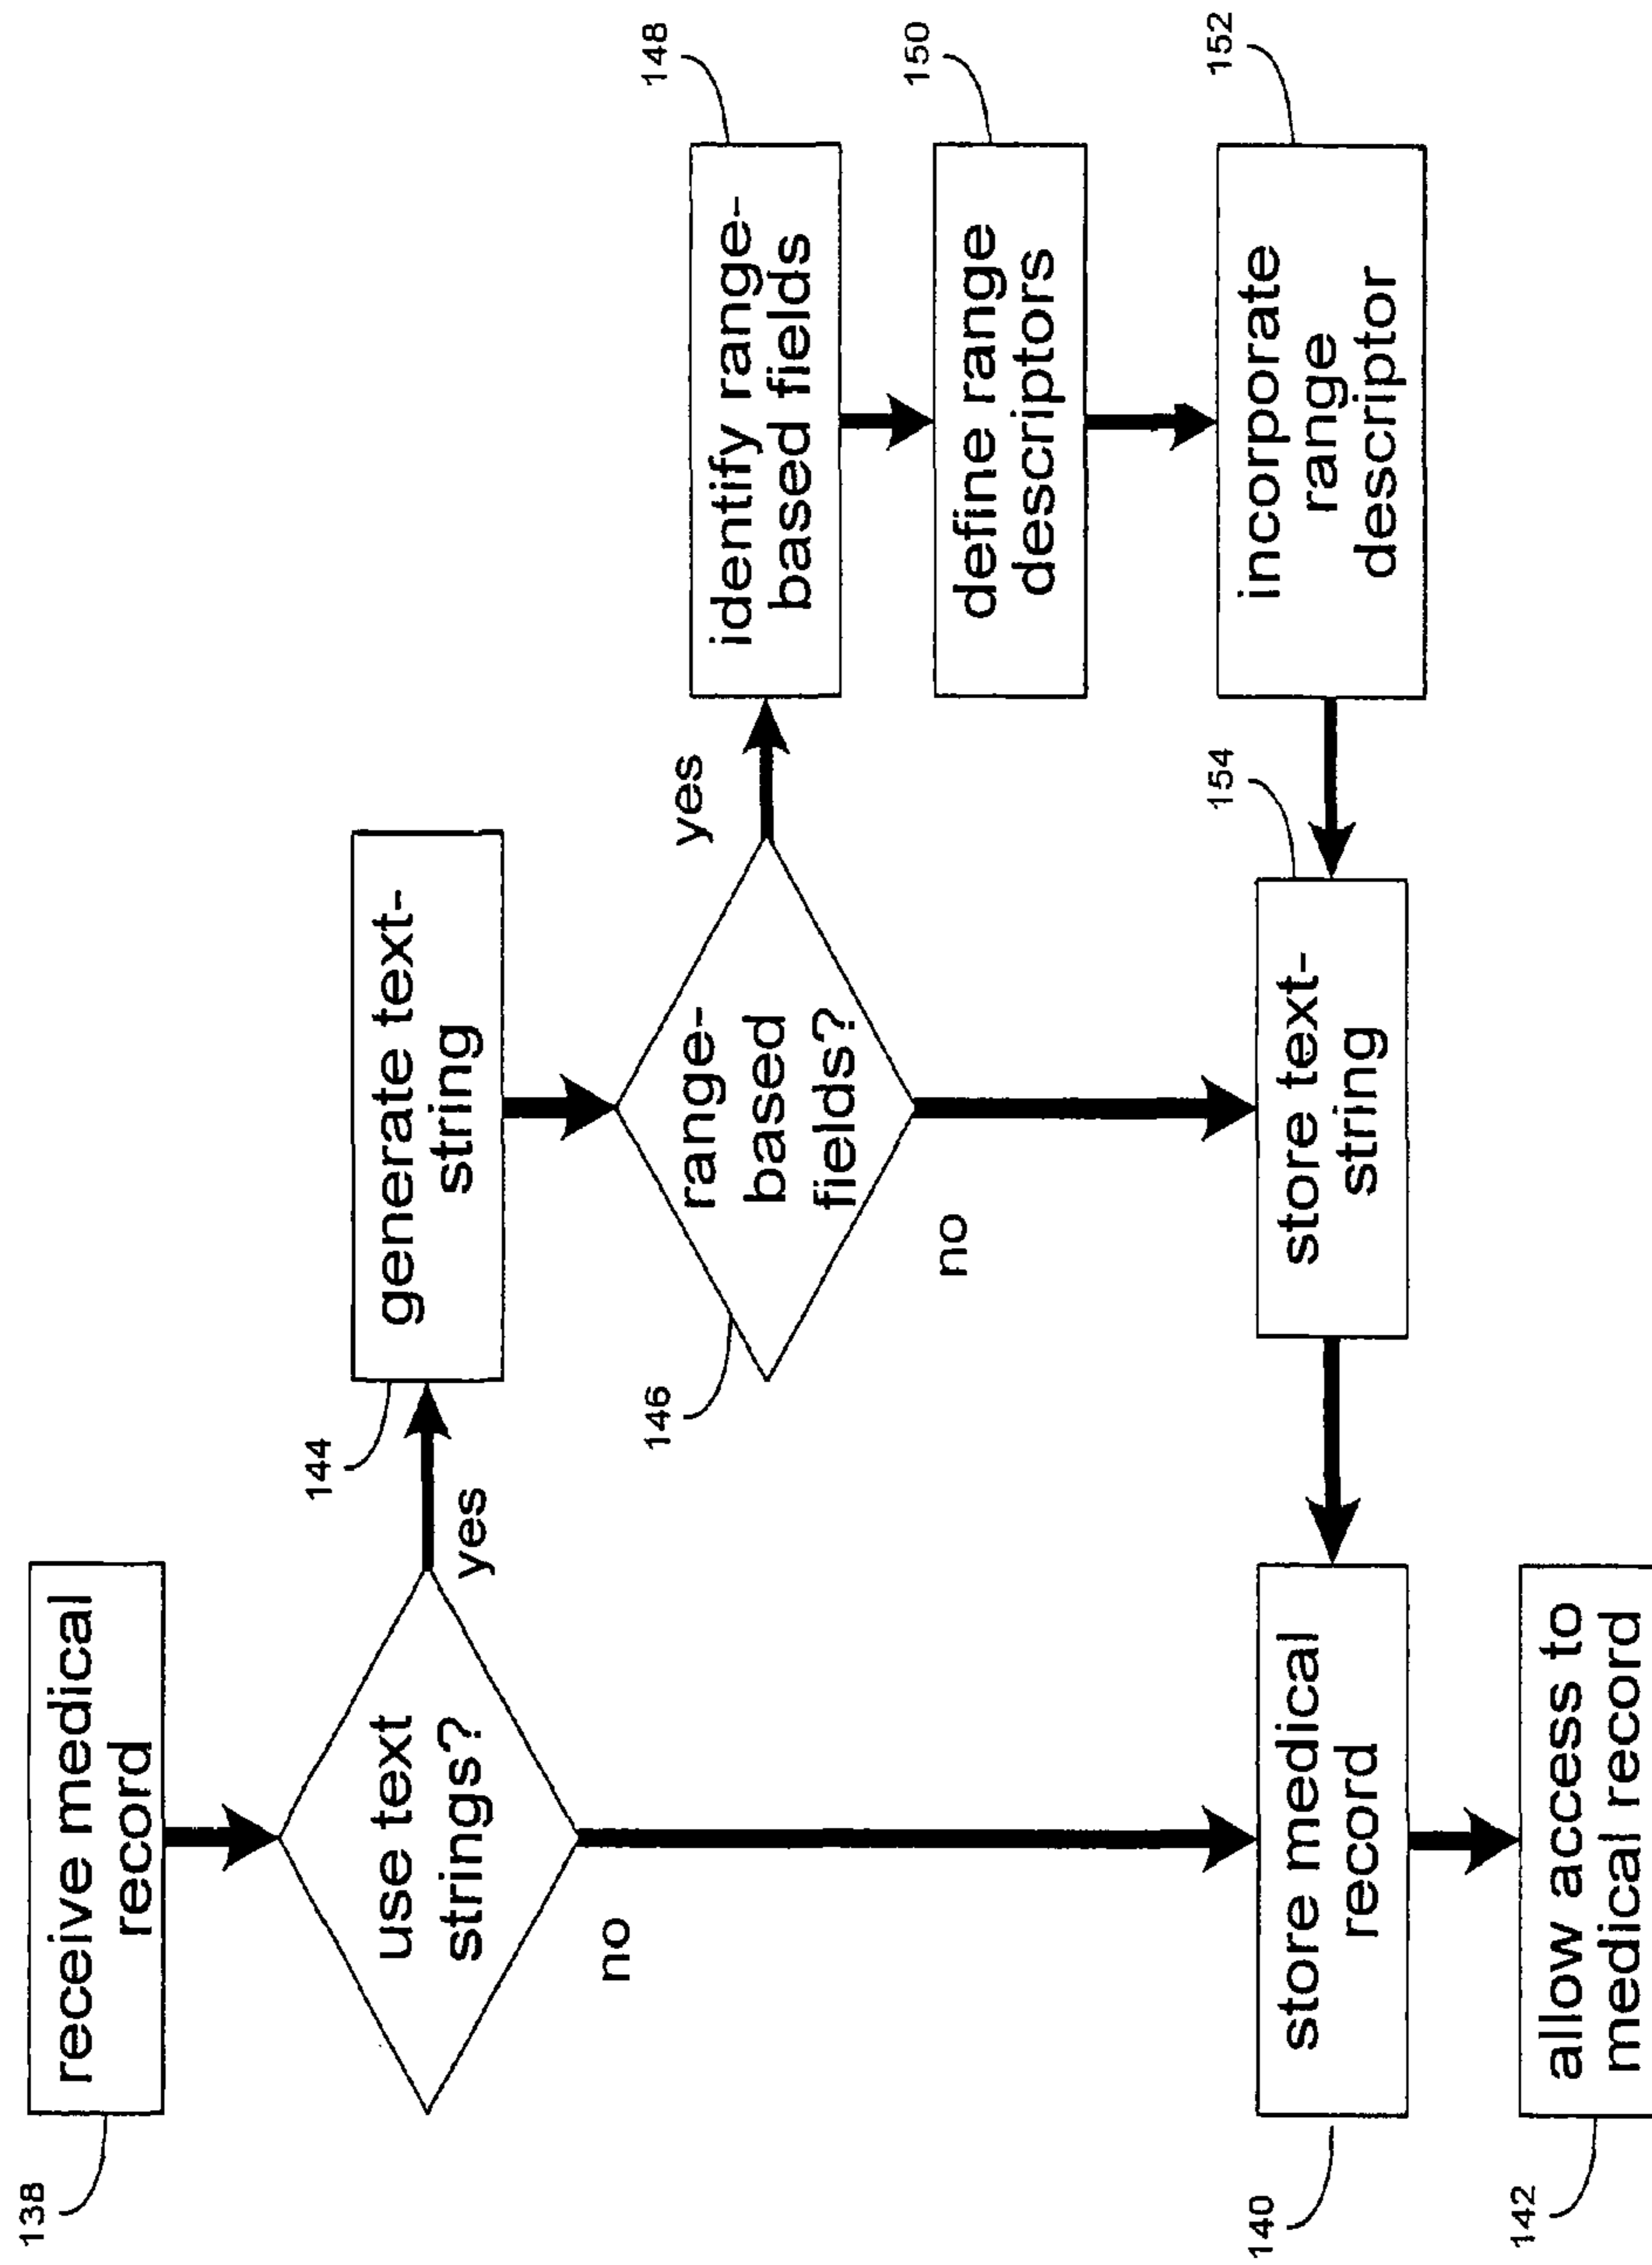 138
receive medical
record
use text
strings?
yes
no
144
generate text-
string
146
range-
based
fields?
yes
no
148
identify range-
based fields
150
define range
descriptors
152
incorporate
range
descriptor
154
store text-
string
140
store medical
record
142
allow access to
medical record